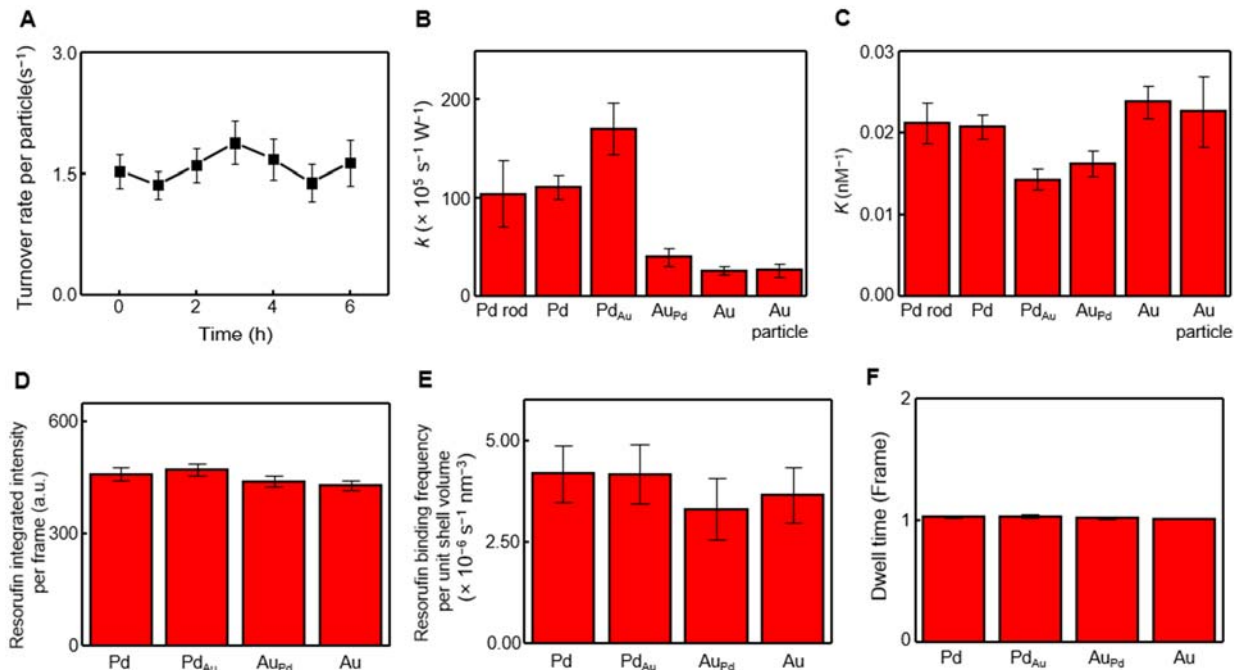 A
Turnover rate per particle(s⁻¹)
3.0
1.5
0.0
0 2 4 6
Time (h)
B
k (× 10⁵ s⁻¹ W⁻¹)
200
100
0
Pd rod Pd PdAu AuPd Au Au
particle
C
K (nM⁻¹)
0.03
0.02
0.01
0.00
Pd rod Pd PdAu AuPd Au Au
particle
D
Resorufin integrated intensity
per frame (a.u.)
600
300
0
Pd PdAu AuPd Au
E
Resorufin binding frequency
per unit shell volume
(× 10⁻⁶ s⁻¹ nm⁻³)
5.00
2.50
0.00
Pd PdAu AuPd Au
F
Dwell time (Frame)
2
1
0
Pd PdAu AuPd Au